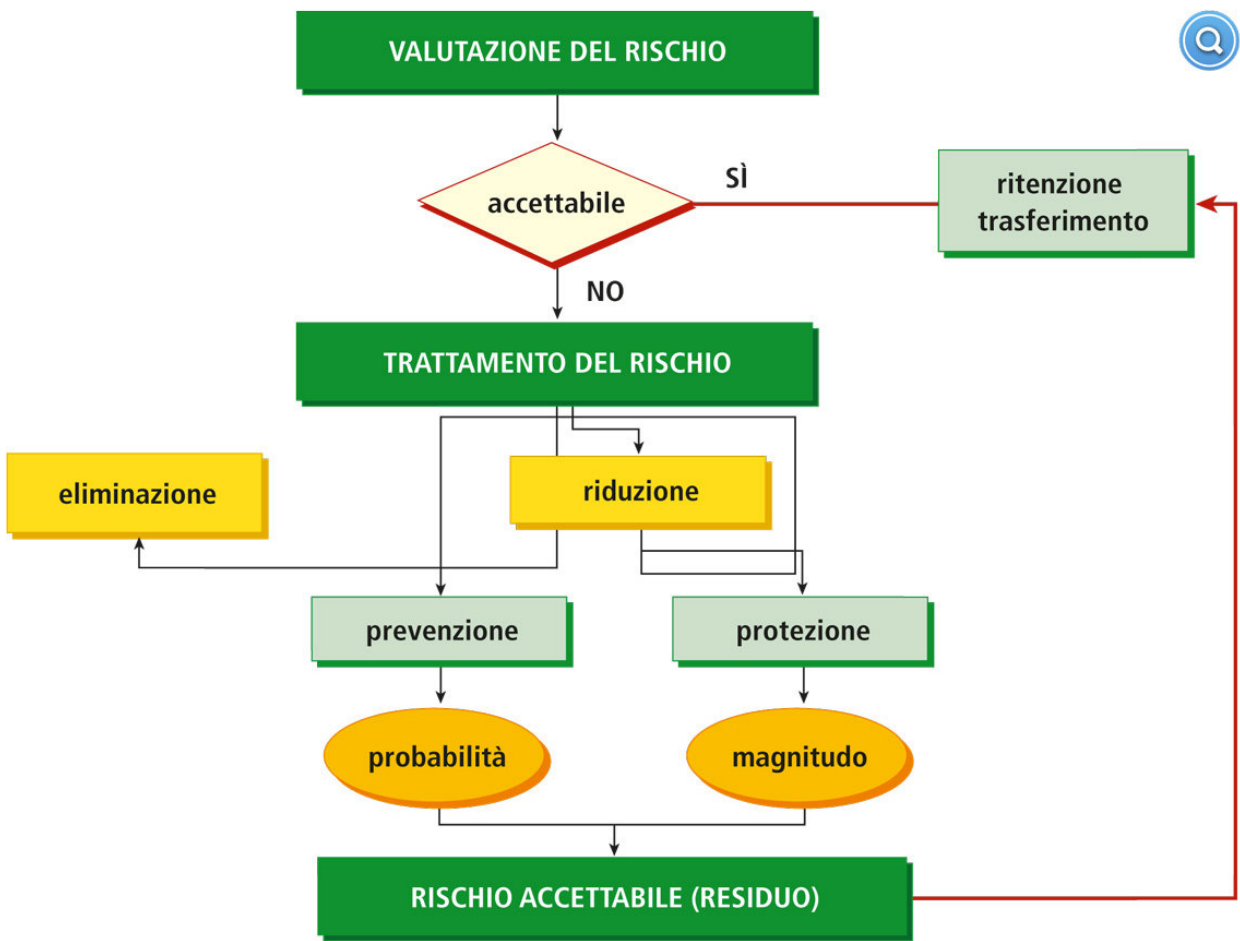 VALUTAZIONE DEL RISCHIO
accettabile
SÌ
ritenzione
trasferimento
NO
TRATTAMENTO DEL RISCHIO
eliminazione
riduzione
prevenzione
protezione
probabilità
magnitudo
RISCHIO ACCETTABILE (RESIDUO)